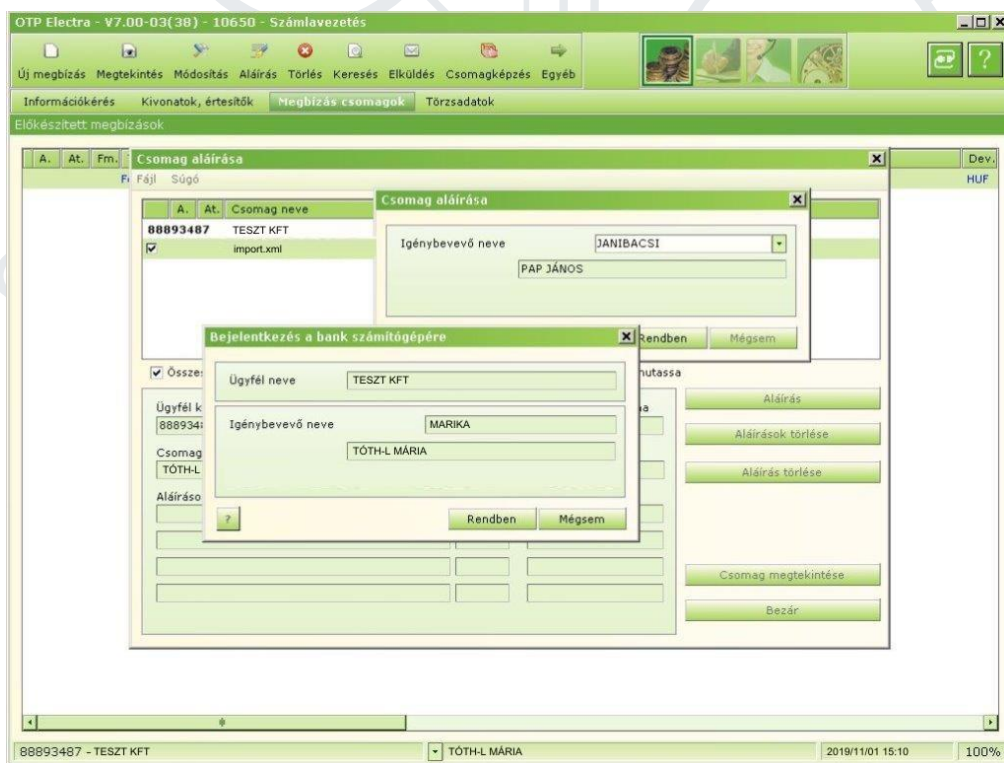 OTP Electra - V7.00-03(38) - 10650 - Számlavezetés
Új megbízás Megtekintés Módosítás Aláírás Törlés Keresés Elküldés Csomagképzés Egyéb
Információkérés Kivonatok, értesítők Megbízás csomagok Törzsadatok
Előkészített megbízások
A. At. Fm. Dev.
HUF
Csomag aláírása
Fájl Súgó
A. At. Csomag neve
88893487 TESZT KFT
import.xml
Csomag aláírása
Igénybevevő neve JANIBACSI
PAP JÁNOS
Rendben Mégsem
Bejelentkezés a bank számítógépére
Ügyfél neve TESZT KFT
Igénybevevő neve MARIKA
TÓTH-L MÁRIA
? Rendben Mégsem
Össze
Ügyfél k
888934
Csomag
TÓTH-L
Aláíráso
Aláírás
Aláírások törlése
Aláírás törlése
Csomag megtekintése
Bezár
88893487 - TESZT KFT TÓTH-L MÁRIA 2019/11/01 15:10 100%